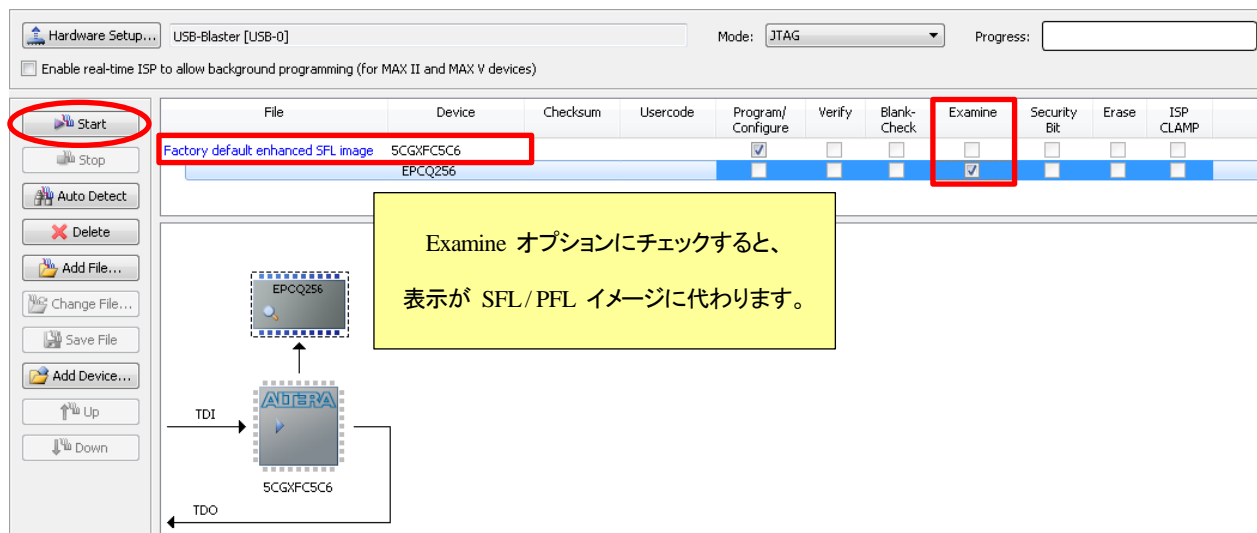 Hardware Setup... USB-Blaster [USB-0] Mode: JTAG Progress:
Enable real-time ISP to allow background programming (for MAX II and MAX V devices)
Start
Stop
Auto Detect
Delete
Add File...
Change File...
Save File
Add Device...
Up
Down
File Device Checksum Usercode Program/ Configure Verify Blank- Check Examine Security Bit Erase ISP CLAMP
Factory default enhanced SFL image 5CGXFC5C6
EPCQ256
Examine オプションにチェックすると、
表示が SFL / PFL イメージに代わります。
EPCQ256
TDI
ALTERA
5CGXFC5C6
TDO